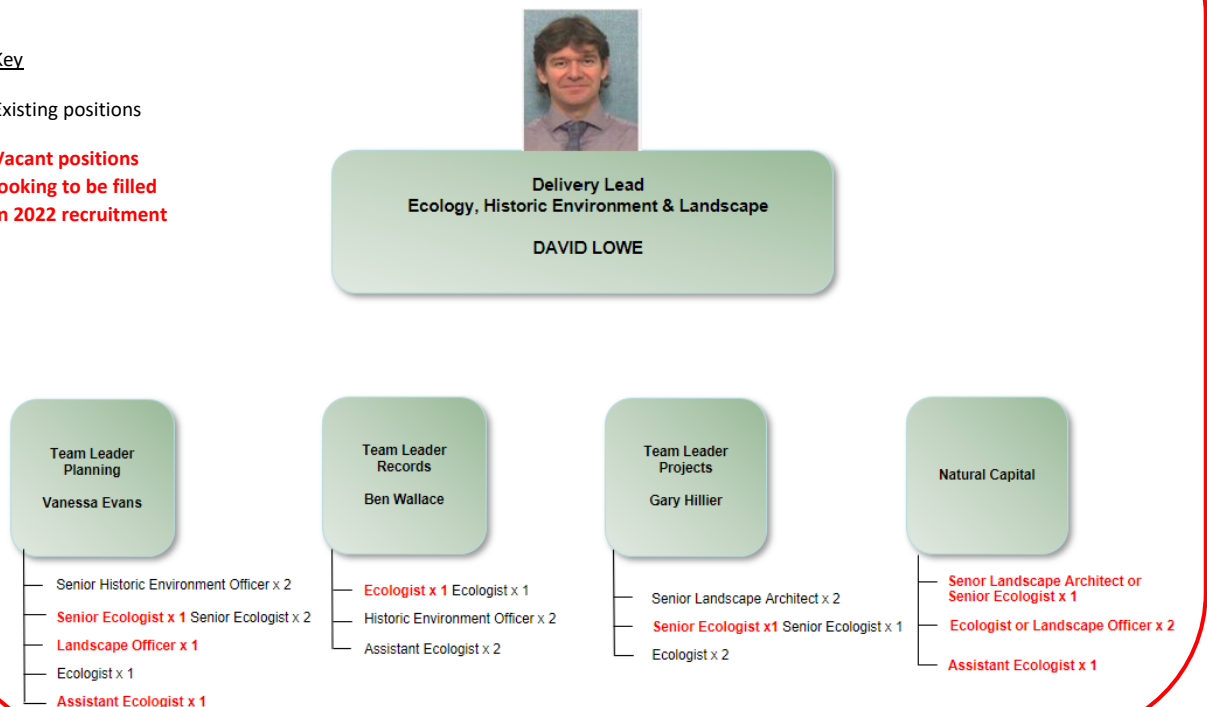 Key
Existing positions
Vacant positions
looking to be filled
in 2022 recruitment
Delivery Lead
Ecology, Historic Environment & Landscape
DAVID LOWE
Team Leader
Planning
Vanessa Evans
Senior Historic Environment Officer x 2
Senior Ecologist x 1 Senior Ecologist x 2
Landscape Officer x 1
Ecologist x 1
Assistant Ecologist x 1
Team Leader
Records
Ben Wallace
Ecologist x 1 Ecologist x 1
Historic Environment Officer x 2
Assistant Ecologist x 2
Team Leader
Projects
Gary Hillier
Senior Landscape Architect x 2
Senior Ecologist x1 Senior Ecologist x 1
Ecologist x 2
Natural Capital
Senor Landscape Architect or
Senior Ecologist x 1
Ecologist or Landscape Officer x 2
Assistant Ecologist x 1